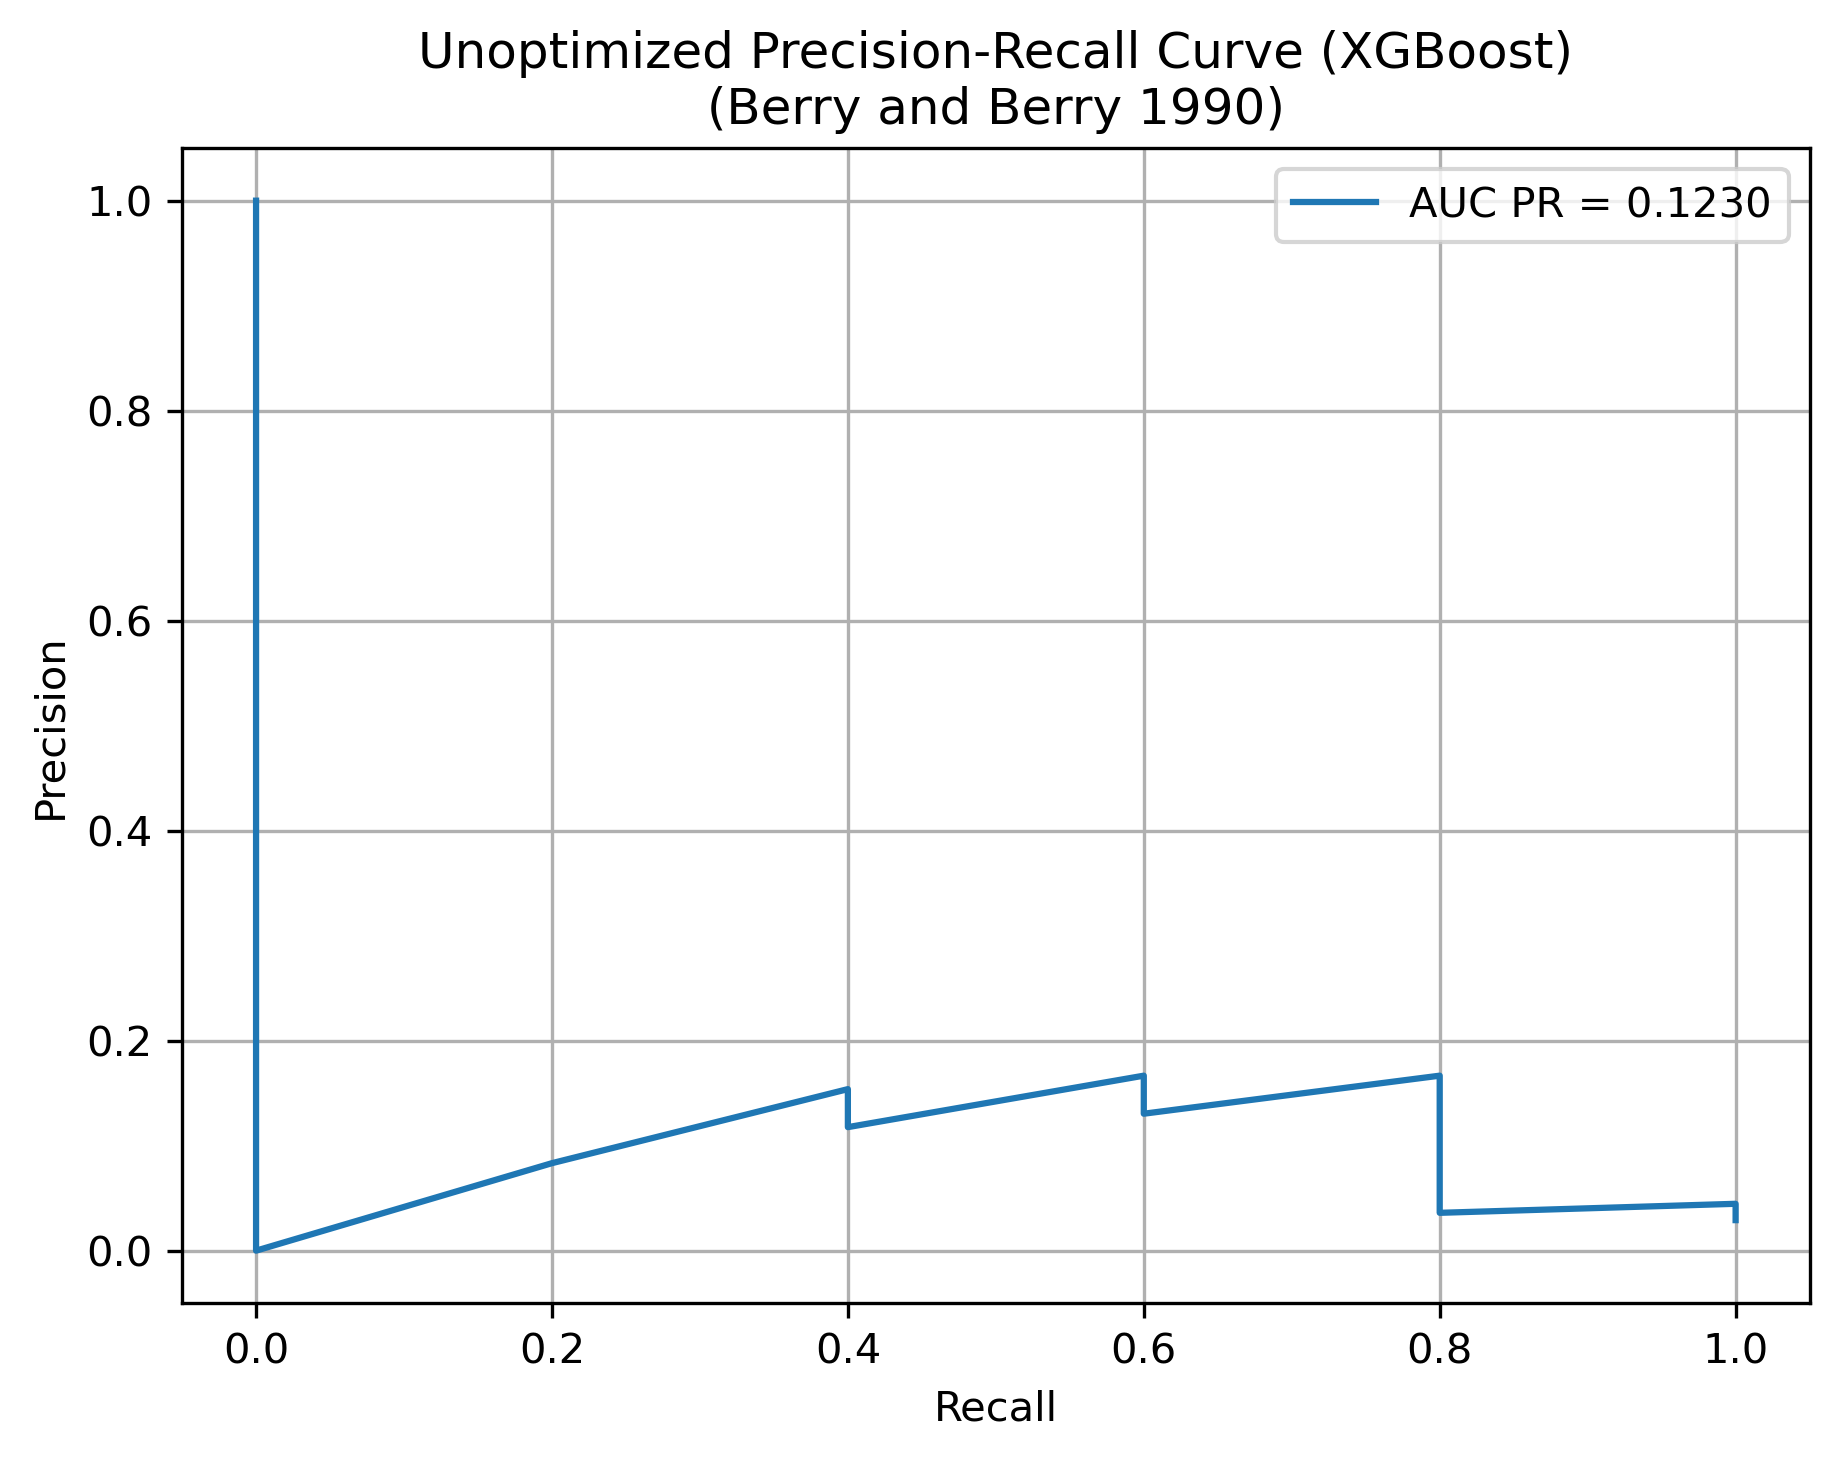 Unoptimized Precision-Recall Curve (XGBoost)
(Berry and Berry 1990)
AUC PR = 0.1230
1.0
0.8
0.6
0.4
0.2
0.0
Precision
0.0 0.2 0.4 0.6 0.8 1.0
Recall